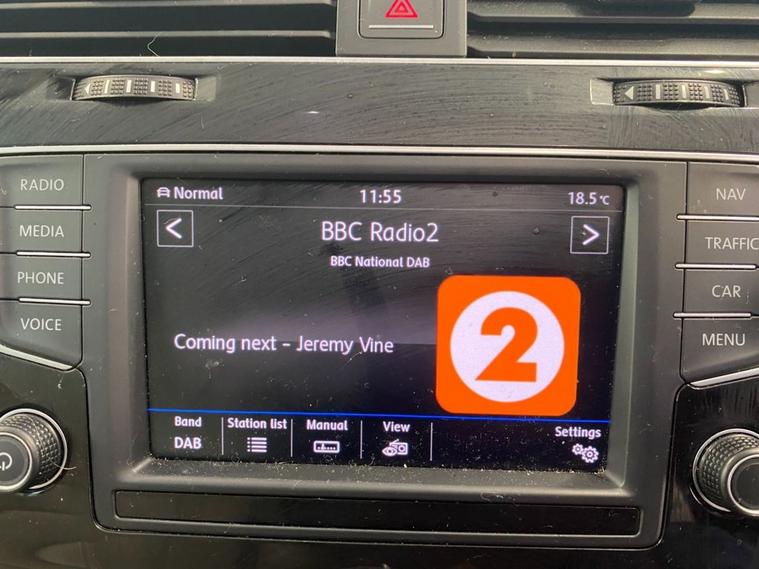 RADIO
MEDIA
PHONE
VOICE
Normal 11:55 18.5°C
< BBC Radio2 >
BBC National DAB
Coming next - Jeremy Vine
2
Band Station list Manual View Settings
DAB
NAV
TRAFFIC
CAR
MENU